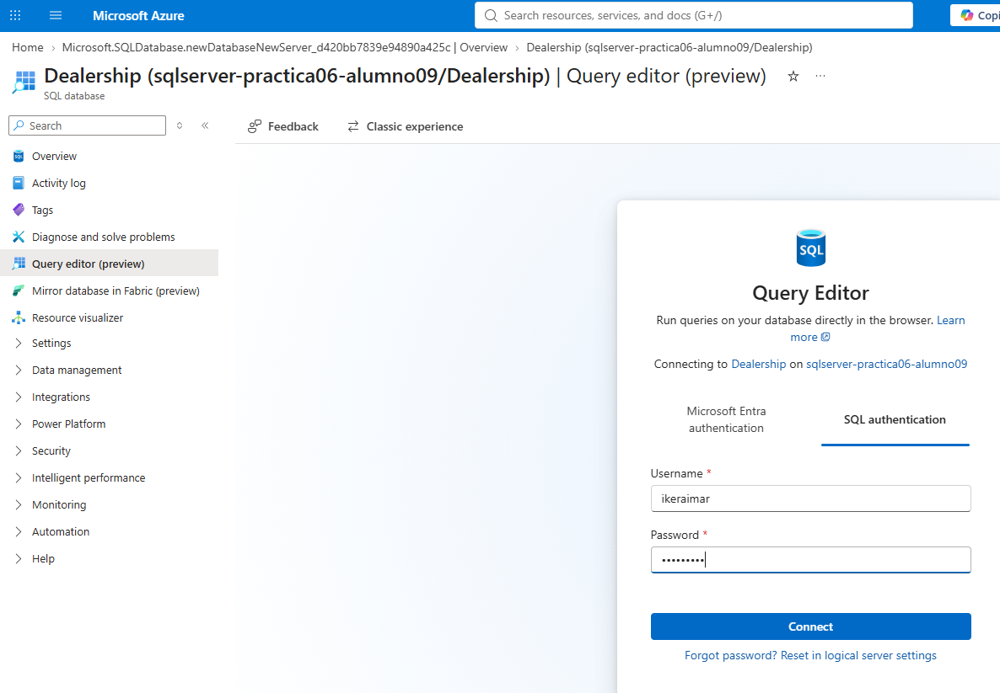 Microsoft Azure
Search resources, services, and docs (G+/)
Copi
Home
Microsoft.SQLDatabase.newDatabaseNewServer_d420bb7839e94890a425c | Overview
Dealership (sqlserver-practica06-alumno09/Dealership)
Dealership (sqlserver-practica06-alumno09/Dealership) | Query editor (preview)
SQL database
Search
Feedback
Classic experience
Overview
Activity log
Tags
Diagnose and solve problems
Query editor (preview)
Mirror database in Fabric (preview)
Resource visualizer
Settings
Data management
Integrations
Power Platform
Security
Intelligent performance
Monitoring
Automation
Help
SQL
Query Editor
Run queries on your database directly in the browser. Learn
more
Connecting to Dealership on sqlserver-practica06-alumno09
Microsoft Entra
authentication
SQL authentication
Username *
ikeraimar
Password *
•••••••••
Connect
Forgot password? Reset in logical server settings